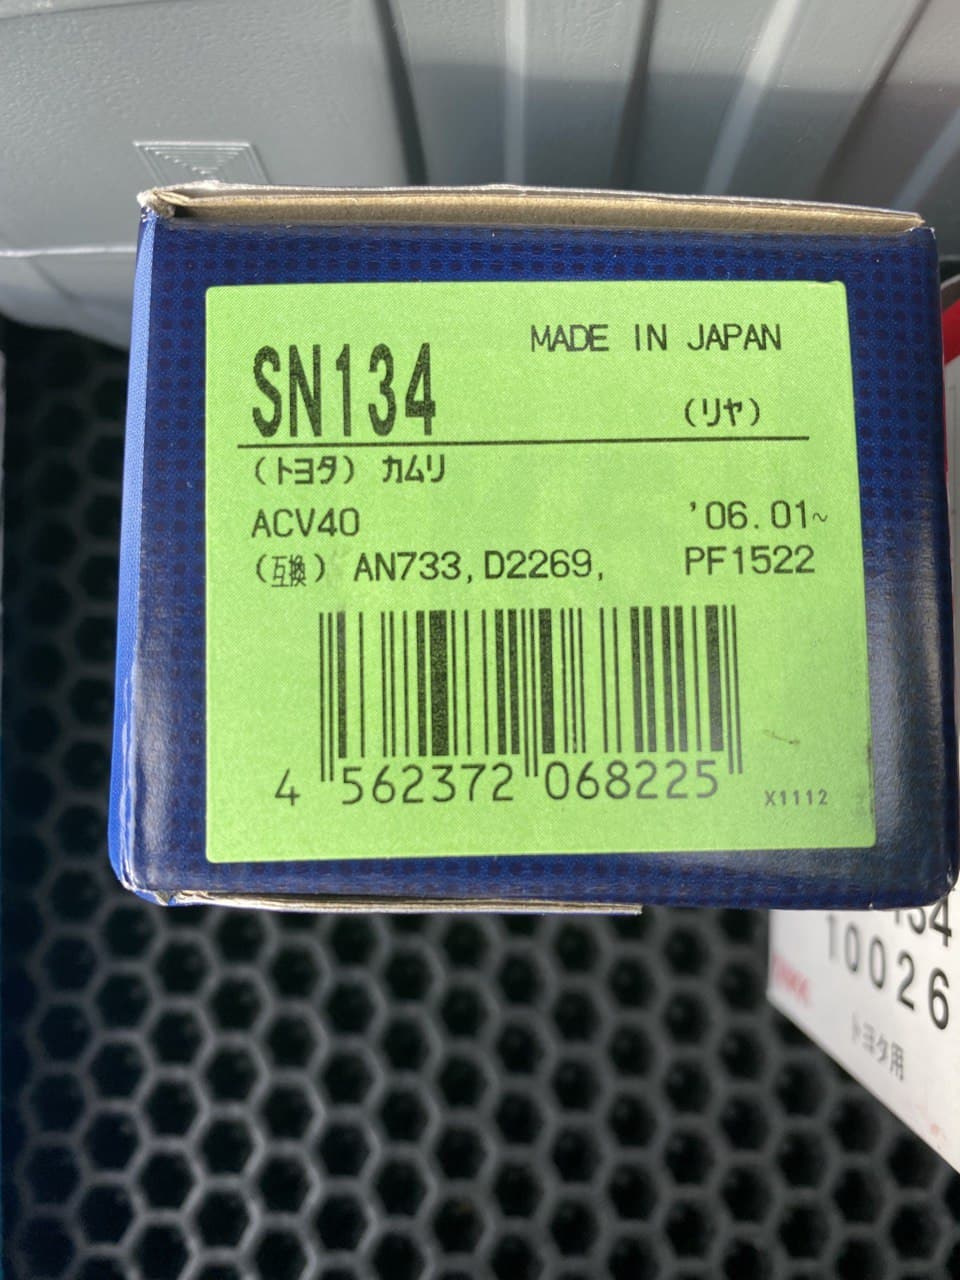 MADE IN JAPAN
SN134
(リヤ)
(トヨタ) カムリ
ACV40 '06.01~
(互換) AN733, D2269, PF1522
4 562372 068225
X1112
34
10026
トヨタ用